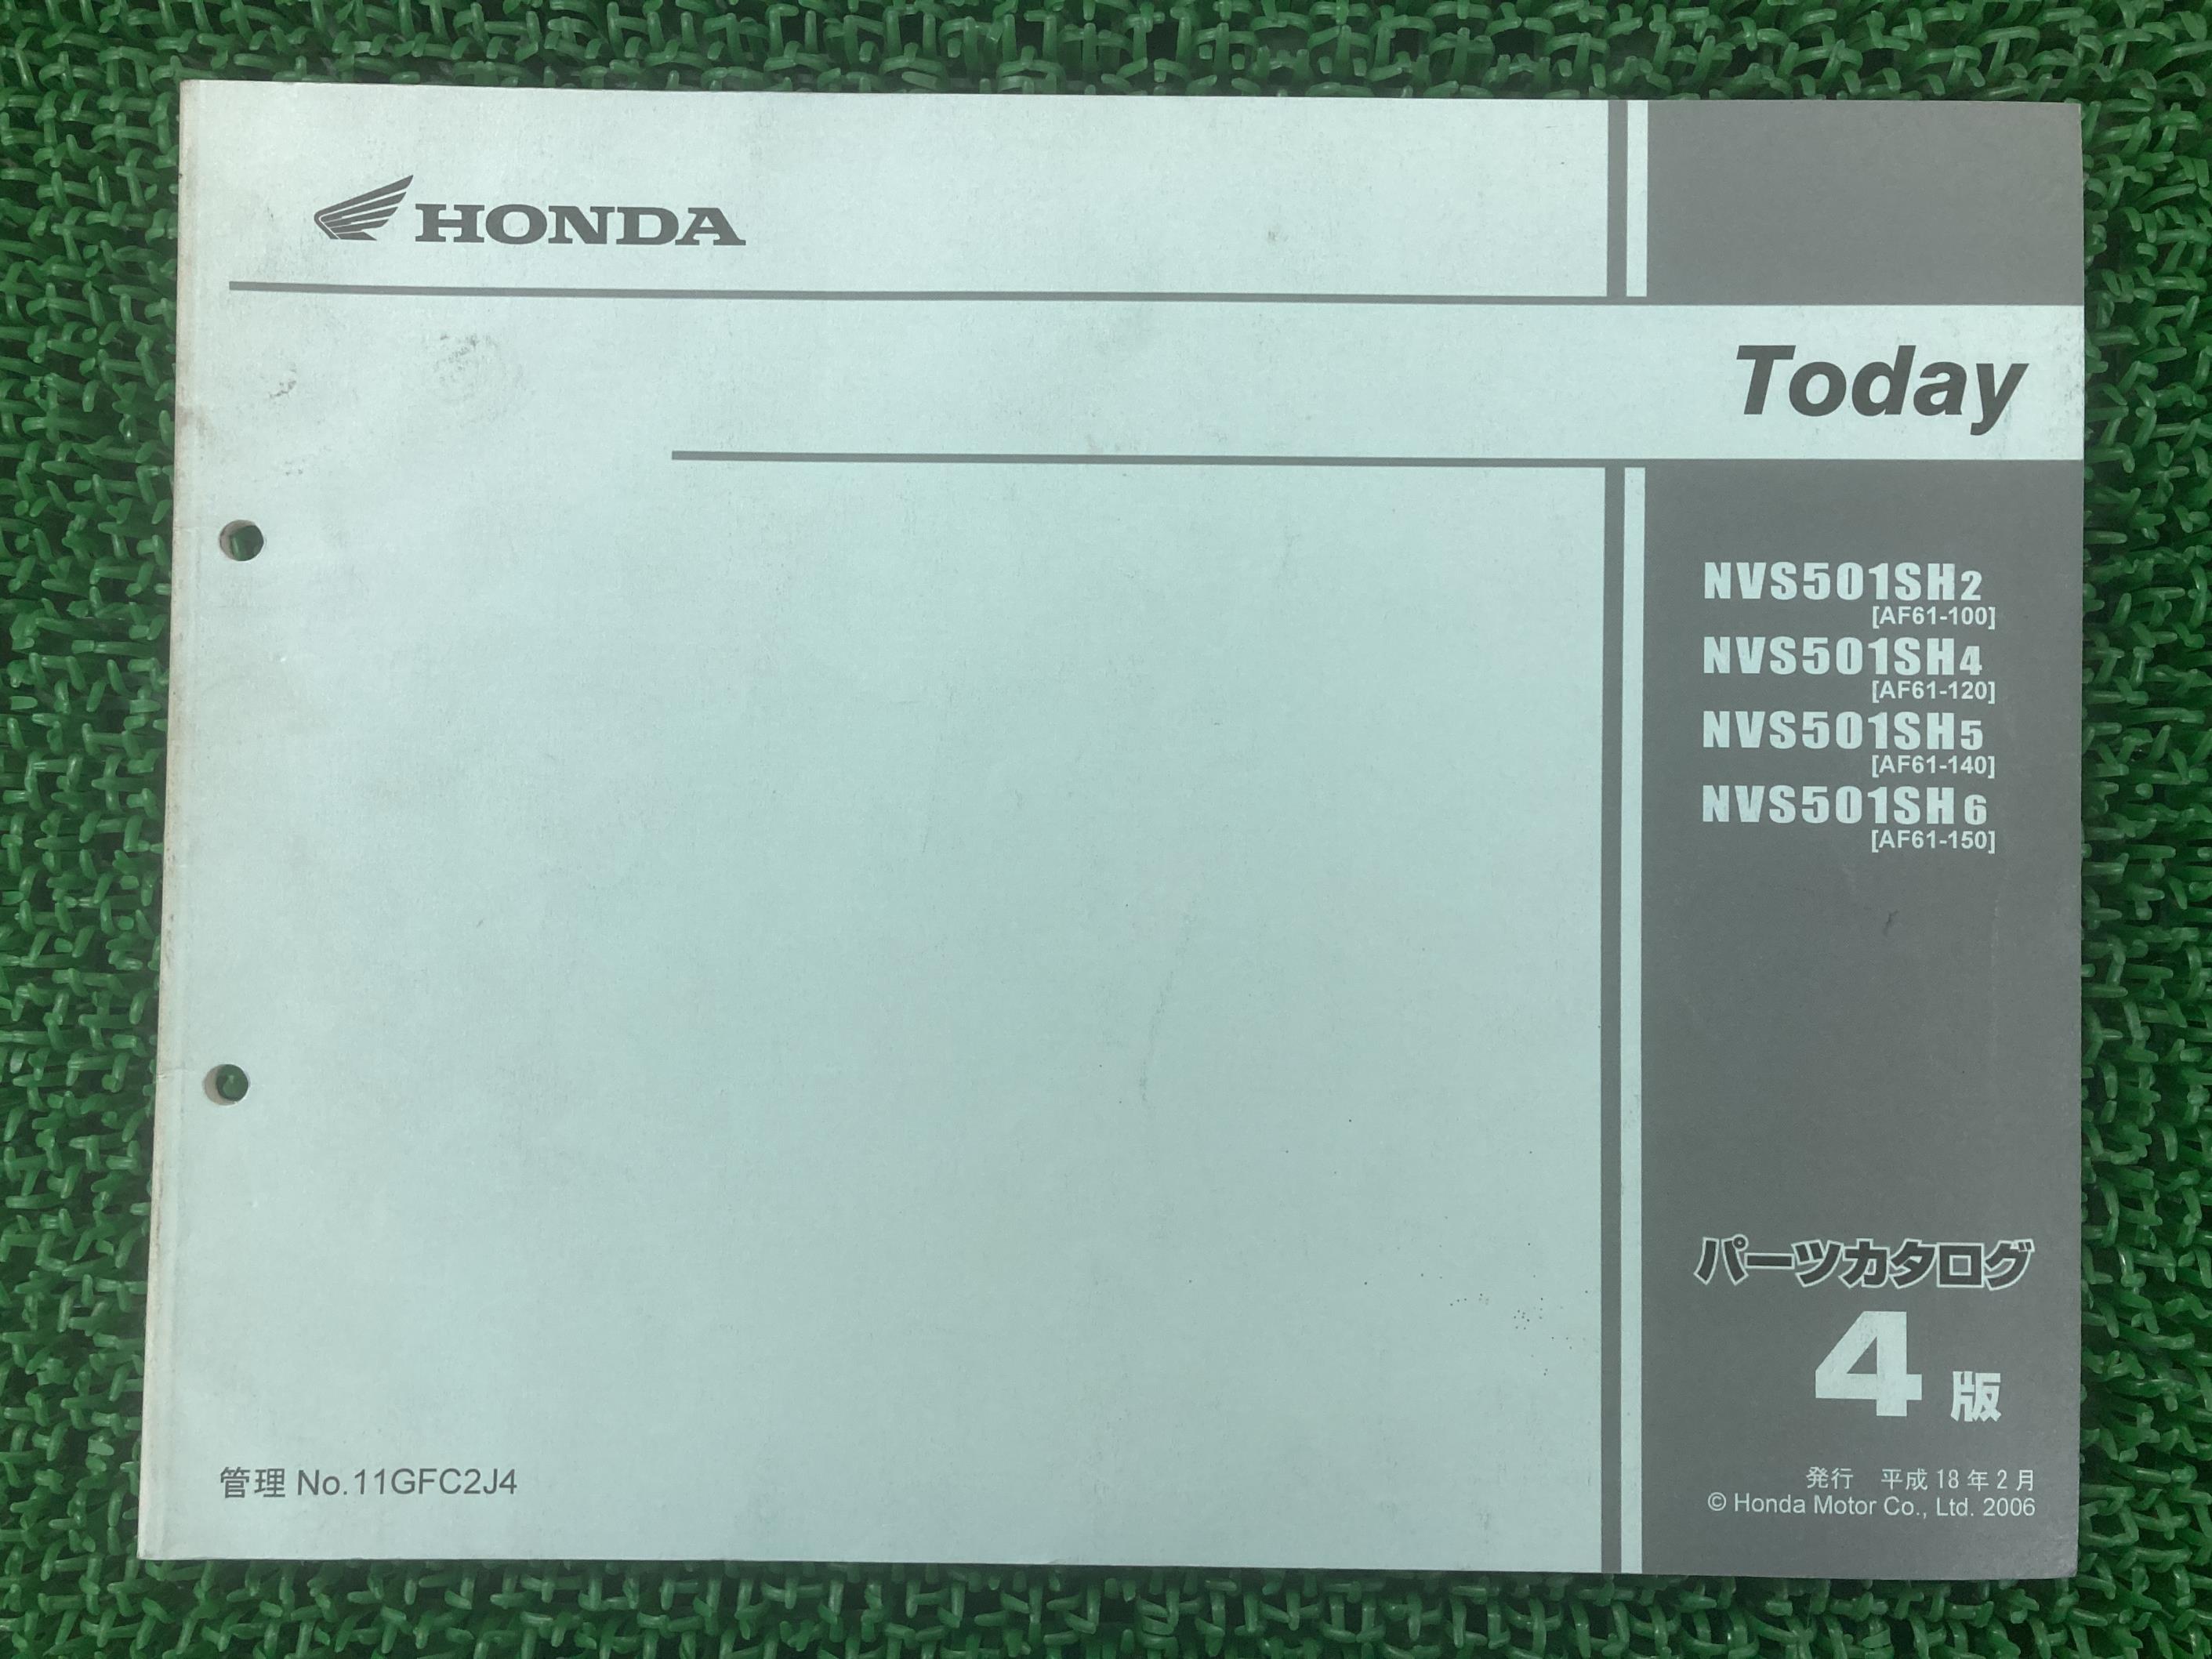 HONDA
Today
NVS501SH2
[AF61-100]
NVS501SH4
[AF61-120]
NVS501SH5
[AF61-140]
NVS501SH6
[AF61-150]
パーツカタログ
4版
管理 No.11GFC2J4
発行 平成18年2月
© Honda Motor Co., Ltd. 2006